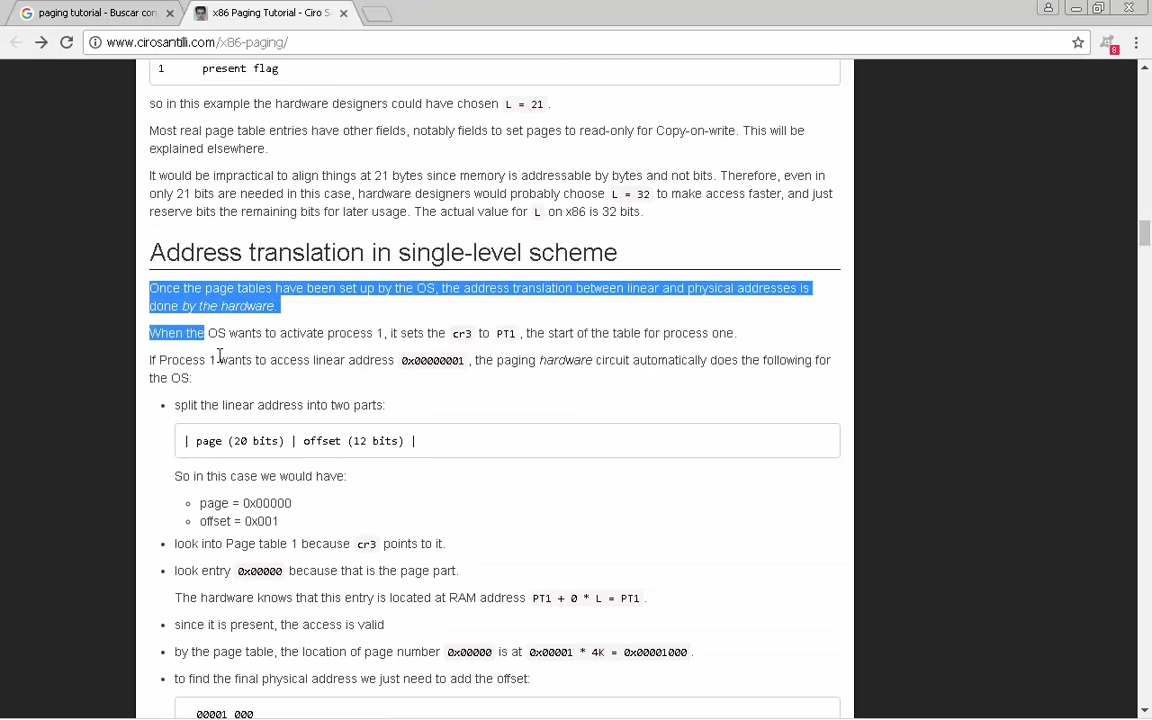 paging tutorial - Buscar con
x86 Paging Tutorial - Ciro S
www.cirosantilli.com/x86-paging/
8
1 present flag
so in this example the hardware designers could have chosen L = 21 .
Most real page table entries have other fields, notably fields to set pages to read-only for Copy-on-write. This will be
explained elsewhere.
It would be impractical to align things at 21 bytes since memory is addressable by bytes and not bits. Therefore, even in
only 21 bits are needed in this case, hardware designers would probably choose L = 32 to make access faster, and just
reserve bits the remaining bits for later usage. The actual value for L on x86 is 32 bits.
Address translation in single-level scheme
Once the page tables have been set up by the OS, the address translation between linear and physical addresses is
done by the hardware.
When the OS wants to activate process 1, it sets the cr3 to PT1 , the start of the table for process one.
If Process 1 wants to access linear address 0x00000001 , the paging hardware circuit automatically does the following for
the OS:
• split the linear address into two parts:
| page (20 bits) | offset (12 bits) |
So in this case we would have:
◦ page = 0x00000
◦ offset = 0x001
• look into Page table 1 because cr3 points to it.
• look entry 0x00000 because that is the page part.
The hardware knows that this entry is located at RAM address PT1 + 0 * L = PT1 .
• since it is present, the access is valid
• by the page table, the location of page number 0x00000 is at 0x00001 * 4K = 0x00001000 .
• to find the final physical address we just need to add the offset:
00001 000